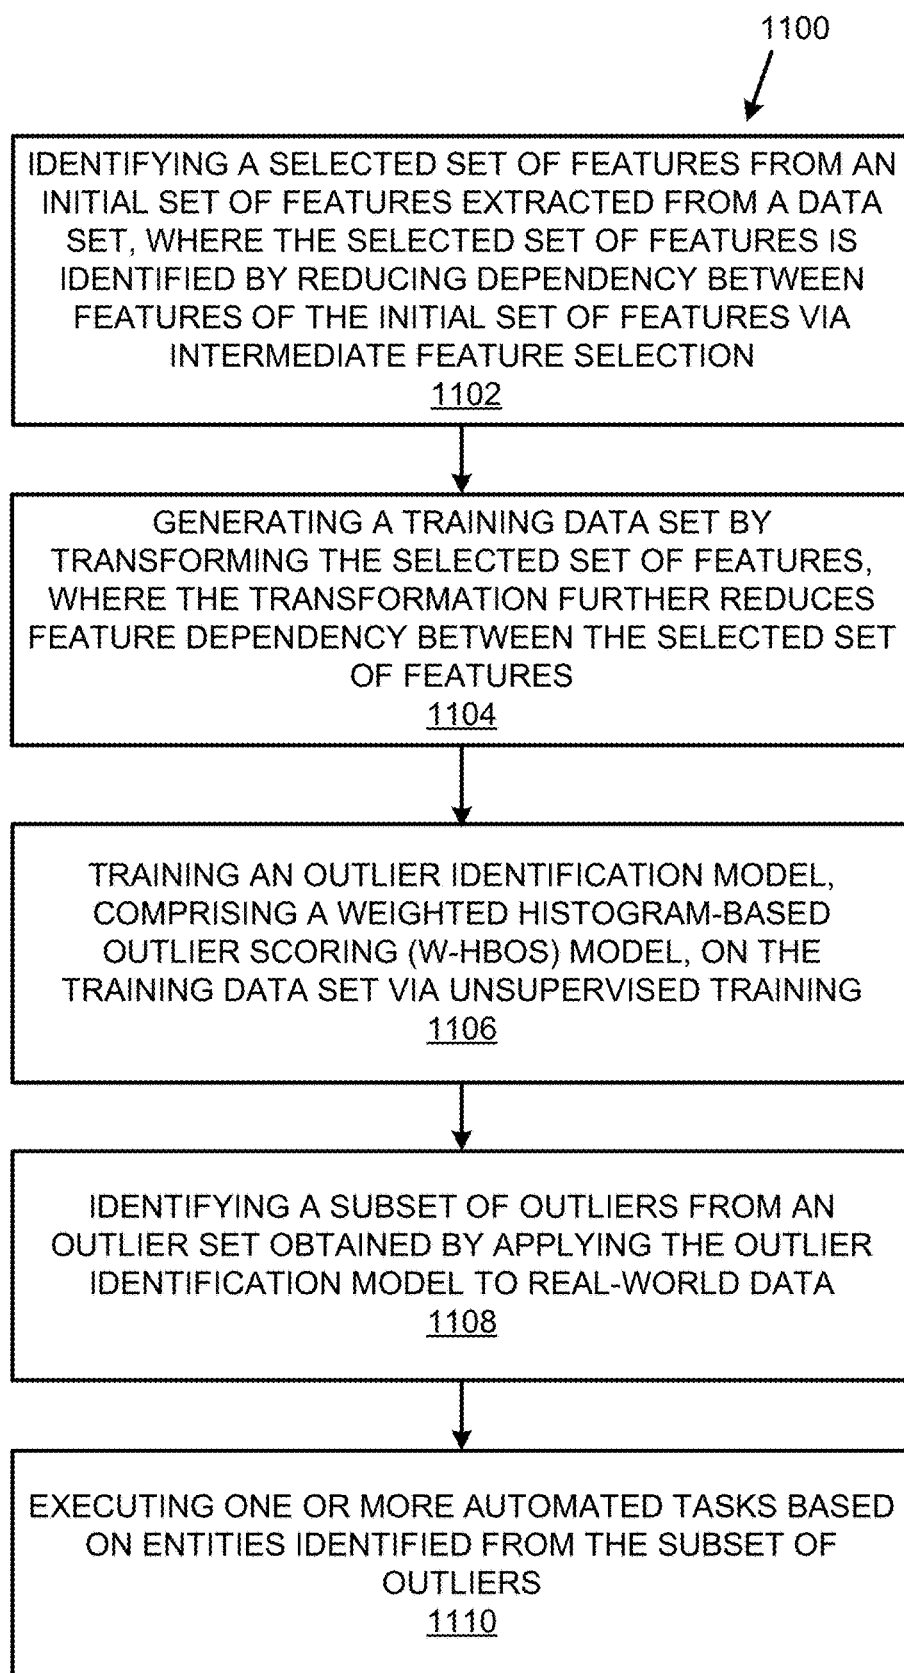 1100
IDENTIFYING A SELECTED SET OF FEATURES FROM AN
INITIAL SET OF FEATURES EXTRACTED FROM A DATA
SET, WHERE THE SELECTED SET OF FEATURES IS
IDENTIFIED BY REDUCING DEPENDENCY BETWEEN
FEATURES OF THE INITIAL SET OF FEATURES VIA
INTERMEDIATE FEATURE SELECTION
1102
GENERATING A TRAINING DATA SET BY
TRANSFORMING THE SELECTED SET OF FEATURES,
WHERE THE TRANSFORMATION FURTHER REDUCES
FEATURE DEPENDENCY BETWEEN THE SELECTED SET
OF FEATURES
1104
TRAINING AN OUTLIER IDENTIFICATION MODEL,
COMPRISING A WEIGHTED HISTOGRAM-BASED
OUTLIER SCORING (W-HBOS) MODEL, ON THE
TRAINING DATA SET VIA UNSUPERVISED TRAINING
1106
IDENTIFYING A SUBSET OF OUTLIERS FROM AN
OUTLIER SET OBTAINED BY APPLYING THE OUTLIER
IDENTIFICATION MODEL TO REAL-WORLD DATA
1108
EXECUTING ONE OR MORE AUTOMATED TASKS BASED
ON ENTITIES IDENTIFIED FROM THE SUBSET OF
OUTLIERS
1110